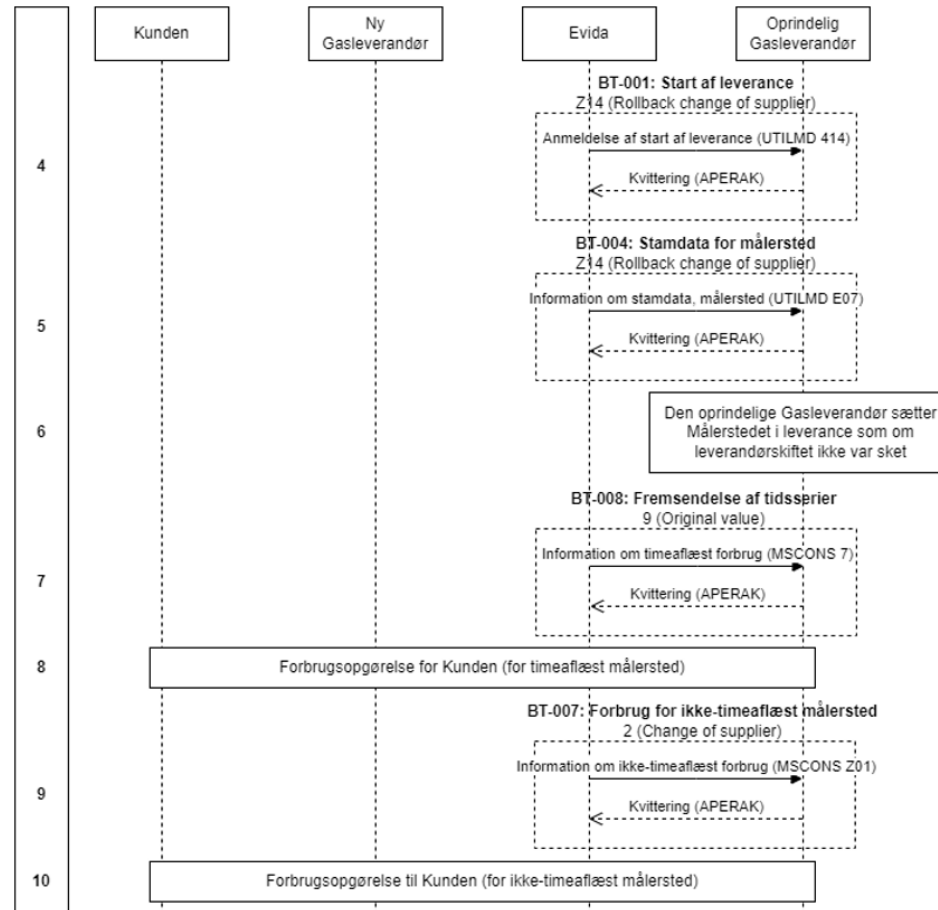 Kunden
Ny
Gasleverandør
Evida
Oprindelig
Gasleverandør
BT-001: Start af leverance
Z14 (Rollback change of supplier)
4
Anmeldelse af start af leverance (UTILMD 414)
Kvittering (APERAK)
BT-004: Stamdata for målersted
Z14 (Rollback change of supplier)
5
Information om stamdata, målersted (UTILMD E07)
Kvittering (APERAK)
6
Den oprindelige Gasleverandør sætter
Målerstedet i leverance som om
leverandørskiftet ikke var sket
BT-008: Fremsendelse af tidsserier
9 (Original value)
7
Information om timeaflæst forbrug (MSCONS 7)
Kvittering (APERAK)
8
Forbrugsopgørelse for Kunden (for timeaflæst målersted)
BT-007: Forbrug for ikke-timeaflæst målersted
2 (Change of supplier)
9
Information om ikke-timeaflæst forbrug (MSCONS Z01)
Kvittering (APERAK)
10
Forbrugsopgørelse til Kunden (for ikke-timeaflæst målersted)